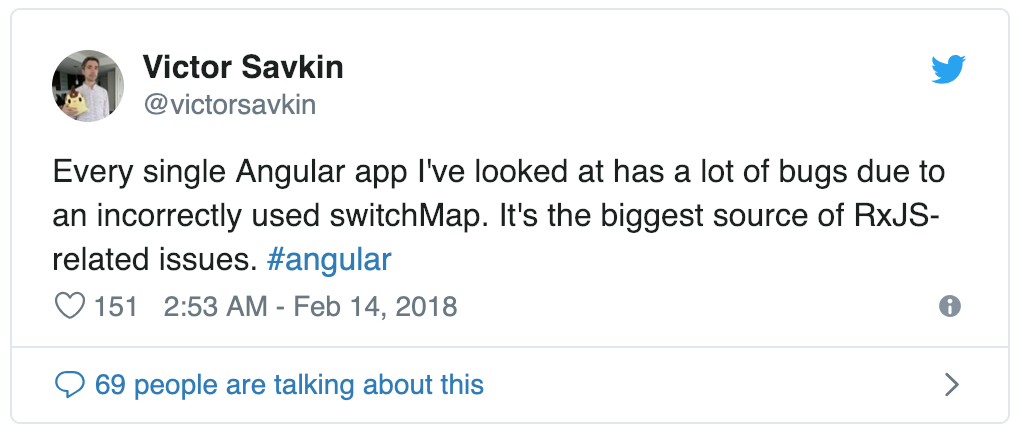 Victor Savkin
@victorsavkin
Every single Angular app I've looked at has a lot of bugs due to
an incorrectly used switchMap. It's the biggest source of RxJS-
related issues. #angular
151 2:53 AM - Feb 14, 2018
69 people are talking about this